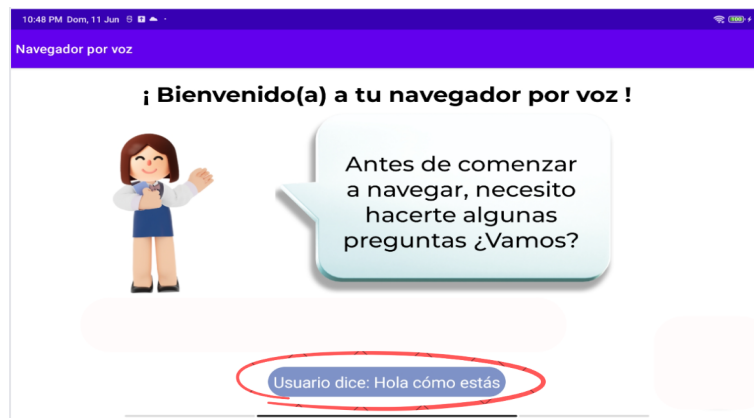 10:48 PM Dom, 11 Jun
Navegador por voz
¡ Bienvenido(a) a tu navegador por voz !
Antes de comenzar
a navegar, necesito
hacerte algunas
preguntas ¿Vamos?
Usuario dice: Hola cómo estás